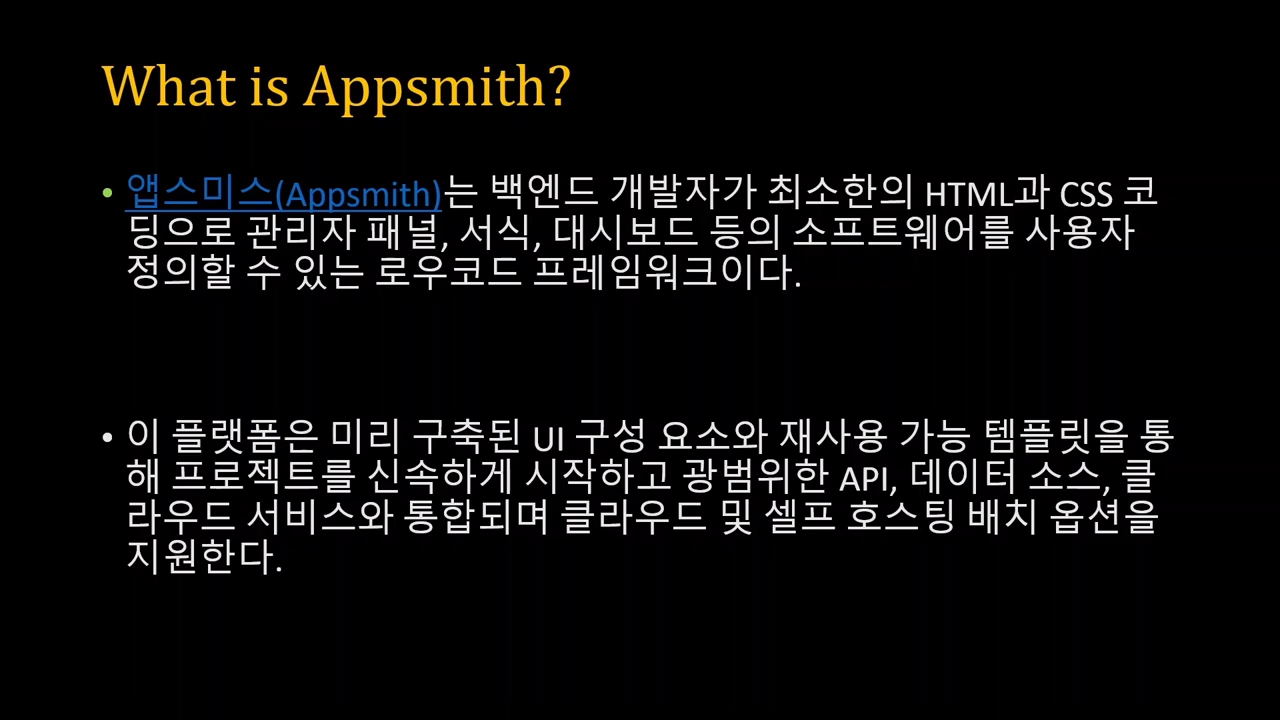 What is Appsmith?
• 앱스미스(Appsmith)는 백엔드 개발자가 최소한의 HTML과 CSS 코
딩으로 관리자 패널, 서식, 대시보드 등의 소프트웨어를 사용자
정의할 수 있는 로우코드 프레임워크이다.
• 이 플랫폼은 미리 구축된 UI 구성 요소와 재사용 가능 템플릿을 통
해 프로젝트를 신속하게 시작하고 광범위한 API, 데이터 소스, 클
라우드 서비스와 통합되며 클라우드 및 셀프 호스팅 배치 옵션을
지원한다.